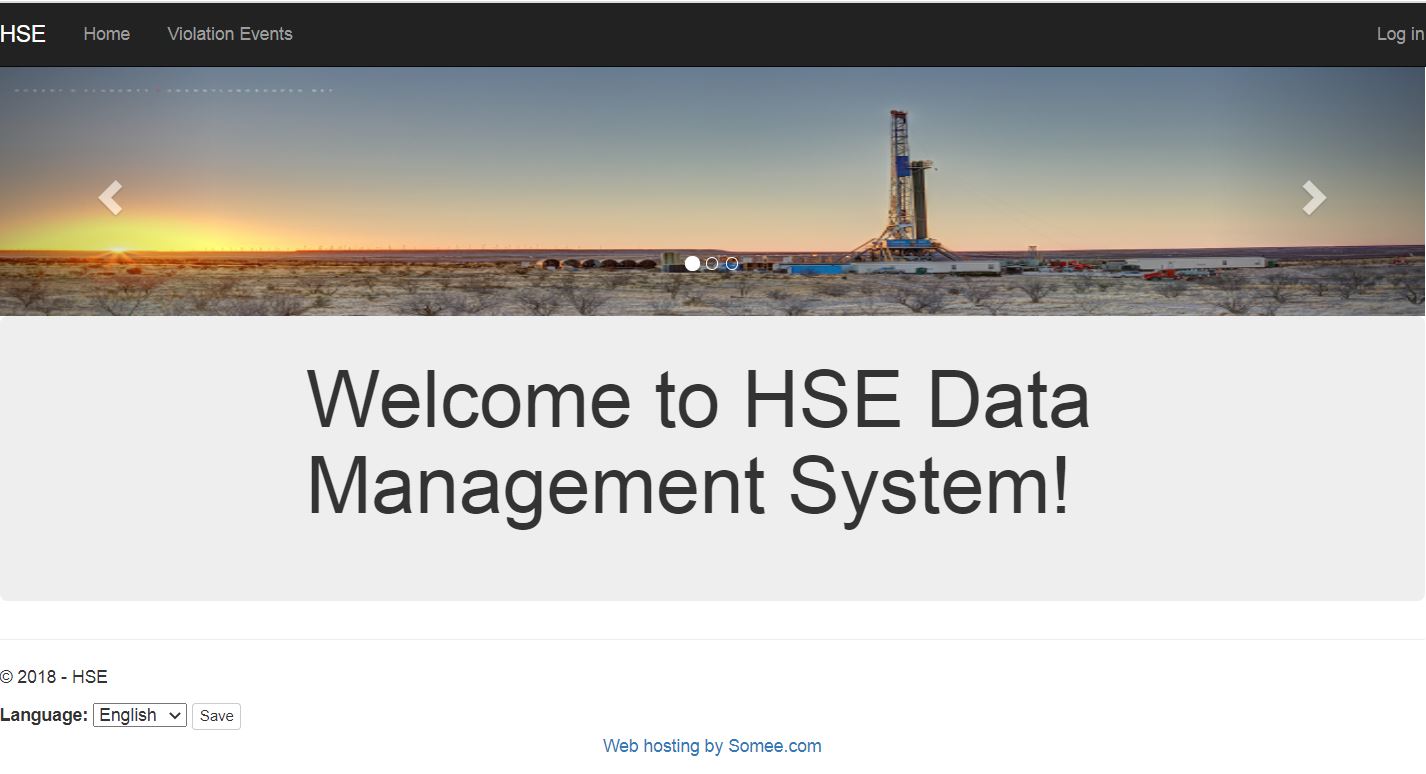 HSE Home Violation Events Log in
Welcome to HSE Data
Management System!
© 2018 - HSE
Language: English Save
Web hosting by Somee.com